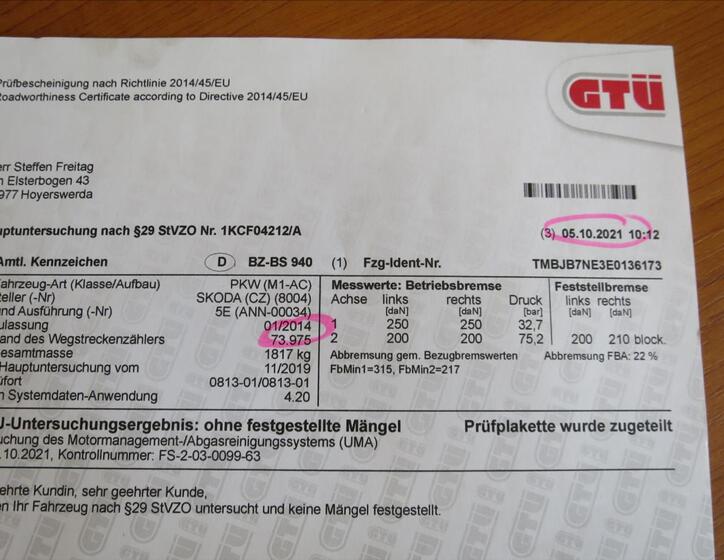 Prüfbescheinigung nach Richtlinie 2014/45/EU
Roadworthiness Certificate according to Directive 2014/45/EU
GTÜ
err Steffen Freitag
Elsterbogen 43
977 Hoyerswerda
uptuntersuchung nach §29 StVZO Nr. 1KCF04212/A
(3) 05.10.2021 10:12
Amtl. Kennzeichen D BZ-BS 940 (1) Fzg-Ident-Nr. TMBJB7NE3E0136173
ahrzeug-Art (Klasse/Aufbau) PKW (M1-AC)
teller (-Nr) SKODA (CZ) (8004)
nd Ausführung (-Nr) 5E (ANN-00034)
ulassung 01/2014
and des Wegstreckenzählers 73.975
esamtmasse 1817 kg
Hauptuntersuchung vom 11/2019
üfort 0813-01/0813-01
n Systemdaten-Anwendung 4.20
Messwerte: Betriebsbremse Feststellbremse
Achse links rechts Druck links rechts
[daN] [daN] [bar] [daN] [daN]
1 250 250 32,7
2 200 200 75,2 200 210 block.
Abbremsung gem. Bezugbremswerten Abbremsung FBA: 22 %
FbMin1=315, FbMin2=217
U-Untersuchungsergebnis: ohne festgestellte Mängel Prüfplakette wurde zugeteilt
uchung des Motormanagement-/Abgasreinigungssystems (UMA)
.10.2021, Kontrollnummer: FS-2-03-0099-63
ehrte Kundin, sehr geehrter Kunde,
en Ihr Fahrzeug nach §29 StVZO untersucht und keine Mängel festgestellt.